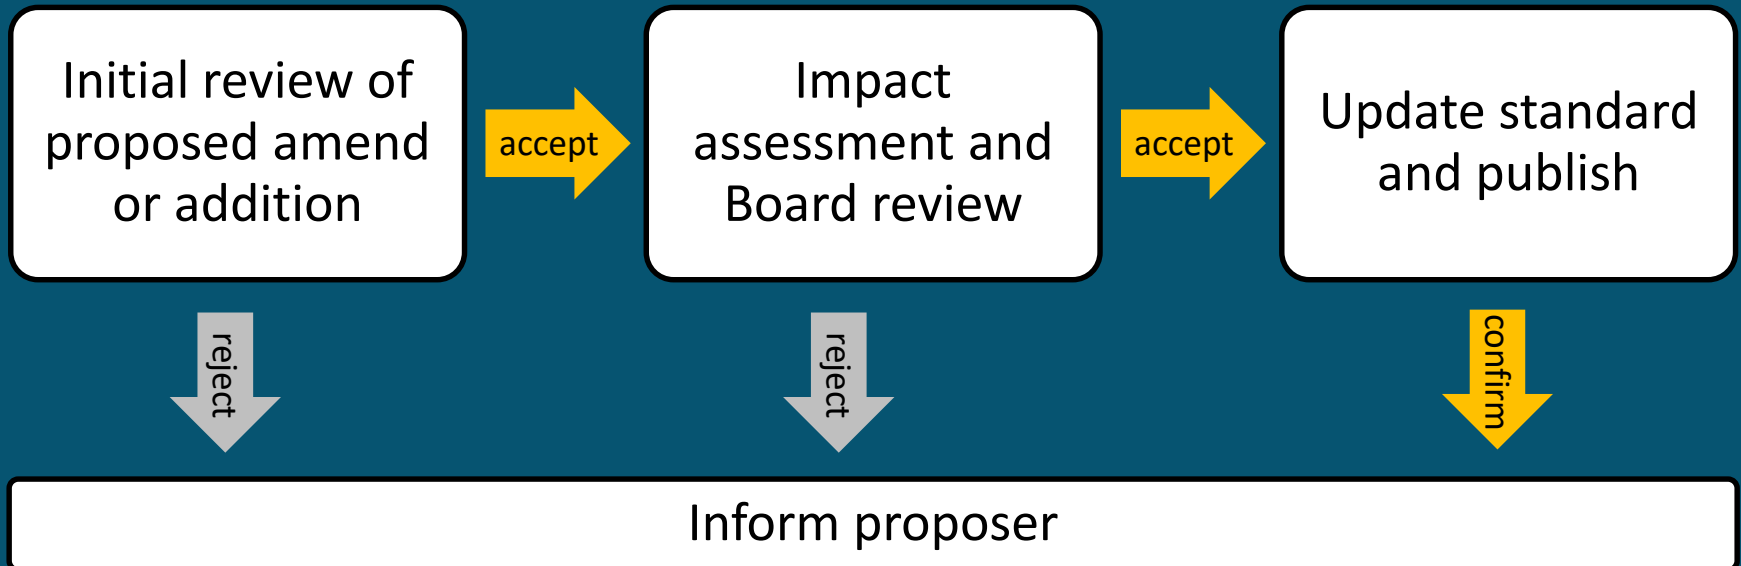 Initial review of
proposed amend
or addition
accept
Impact
assessment and
Board review
accept
Update standard
and publish
reject
reject
confirm
Inform proposer